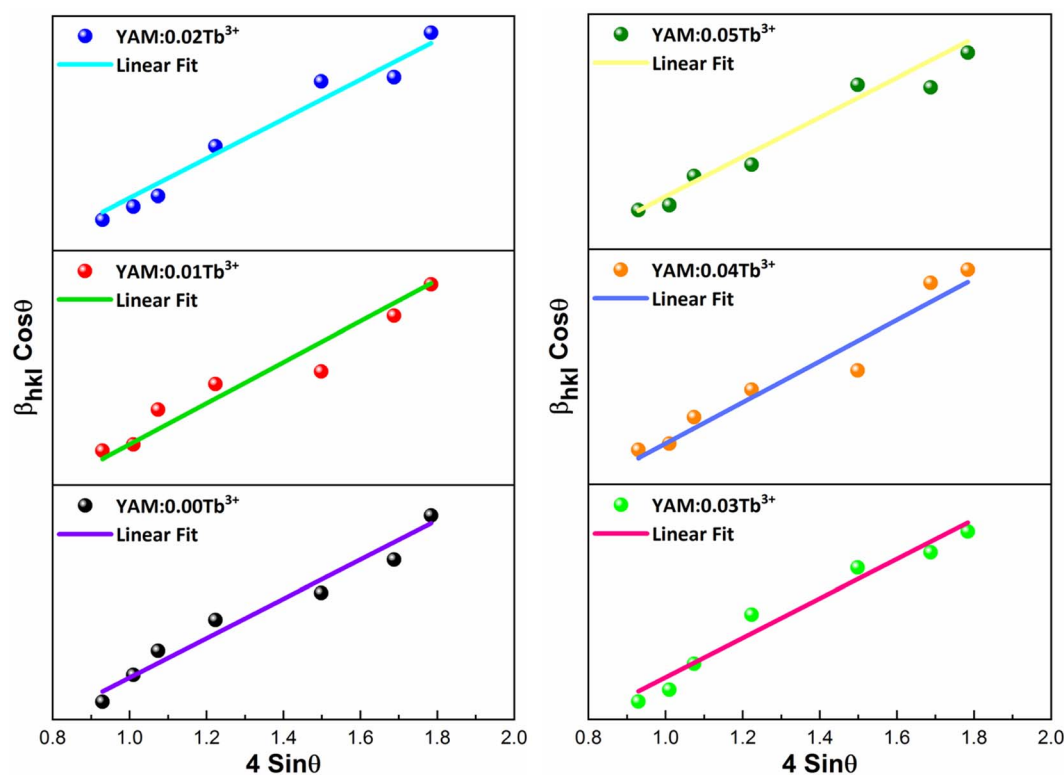 YAM:0.02Tb³⁺
Linear Fit
YAM:0.01Tb³⁺
Linear Fit
YAM:0.00Tb³⁺
Linear Fit
βhkl Cosθ
0.8 1.0 1.2 1.4 1.6 1.8 2.0
4 Sinθ
YAM:0.05Tb³⁺
Linear Fit
YAM:0.04Tb³⁺
Linear Fit
YAM:0.03Tb³⁺
Linear Fit
βhkl Cosθ
0.8 1.0 1.2 1.4 1.6 1.8 2.0
4 Sinθ